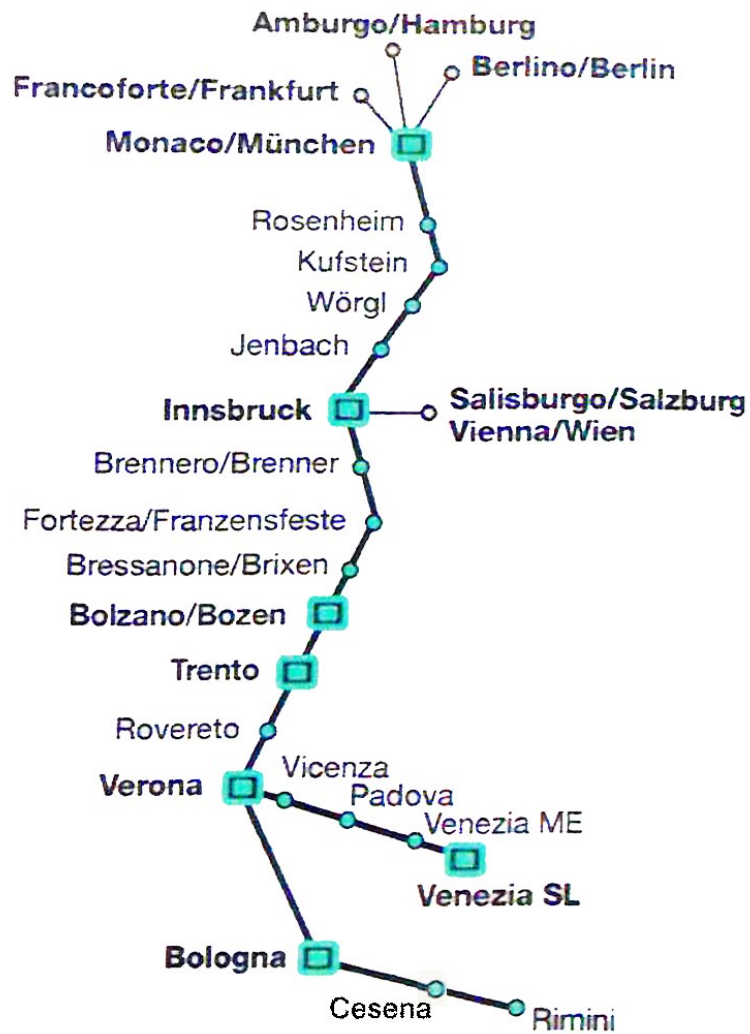 Amburgo/Hamburg
Berlino/Berlin
Francoforte/Frankfurt
Monaco/München
Rosenheim
Kufstein
Wörgl
Jenbach
Innsbruck
Salisburgo/Salzburg
Vienna/Wien
Brennero/Brenner
Fortezza/Franzensfeste
Bressanone/Brixen
Bolzano/Bozen
Trento
Rovereto
Verona
Vicenza
Padova
Venezia ME
Venezia SL
Bologna
Cesena
Rimini